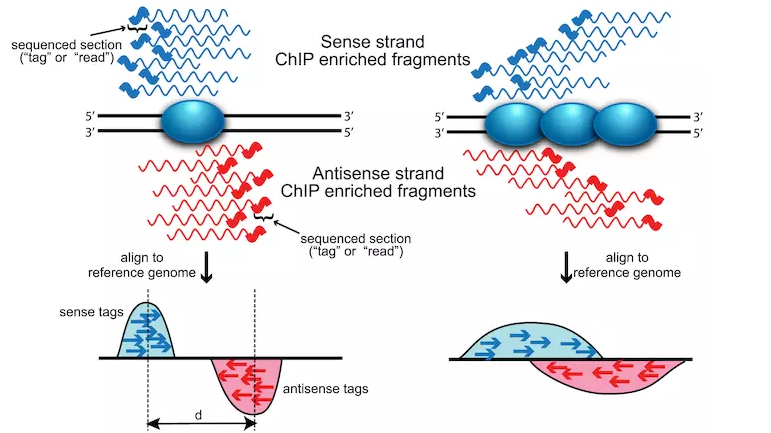 sequenced section
(“tag” or “read”)
Sense strand
ChIP enriched fragments
5’
3’
3’
5’
5’
3’
3’
5’
Antisense strand
ChIP enriched fragments
sequenced section
(“tag” or “read”)
align to
reference genome
align to
reference genome
sense tags
antisense tags
d